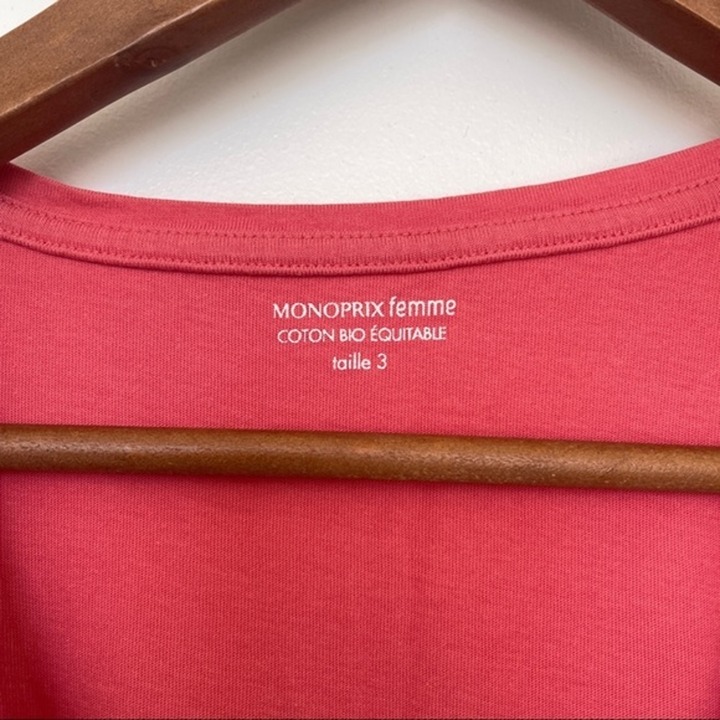 MONOPRIX femme
COTON BIO ÉQUITABLE
taille 3